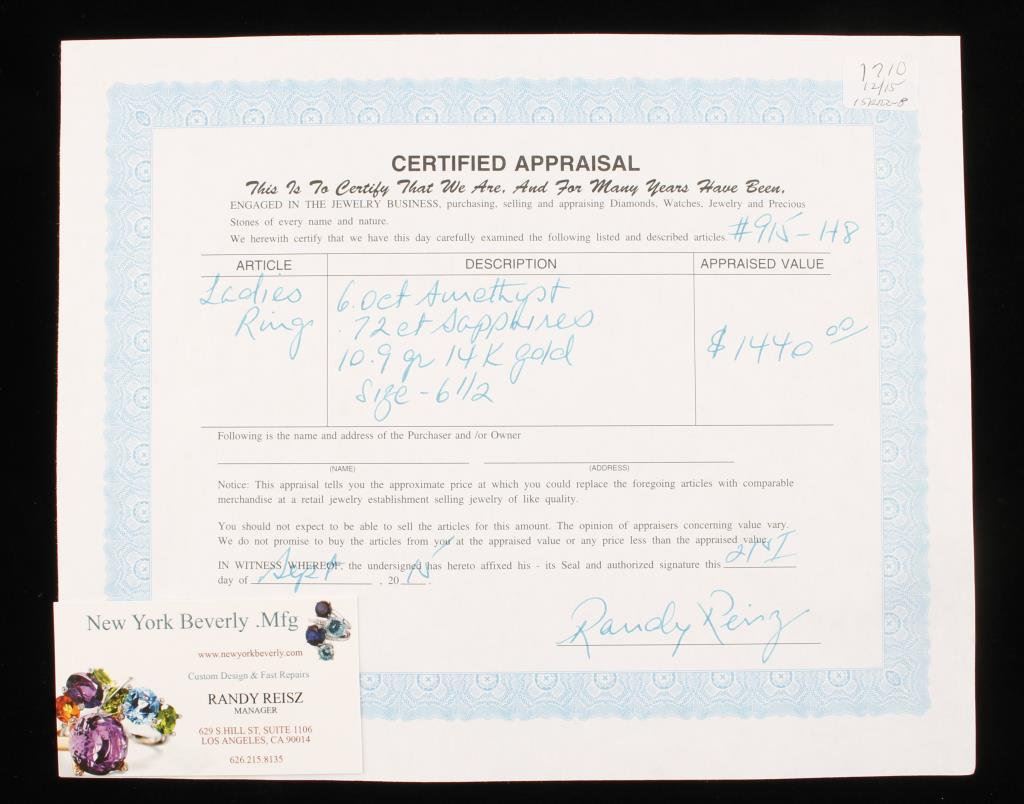 1710
12/15
CERTIFIED APPRAISAL
This Is To Certify That We Are, And For Many Years Have Been,
ENGAGED IN THE JEWELRY BUSINESS, purchasing, selling and appraising Diamonds, Watches, Jewelry and Precious
Stones of every name and nature.
We herewith certify that we have this day carefully examined the following listed and described articles. #915-H8
ARTICLE DESCRIPTION APPRAISED VALUE
Ladies 6.0ct Amethyst
Ring .72ct Sapphires
10.9 gr 14K gold $1440 00
Size - 6 1/2
Following is the name and address of the Purchaser and /or Owner
(NAME) (ADDRESS)
Notice: This appraisal tells you the approximate price at which you could replace the foregoing articles with comparable
merchandise at a retail jewelry establishment selling jewelry of like quality.
You should not expect to be able to sell the articles for this amount. The opinion of appraisers concerning value vary.
We do not promise to buy the articles from you at the appraised value or any price less than the appraised value.
IN WITNESS WHEREOF, the undersigned has hereto affixed his - its Seal and authorized signature this 21st
day of Sept , 20 15 .
Randy Reisz
New York Beverly .Mfg
www.newyorkbeverly.com
Custom Design & Fast Repairs
RANDY REISZ
MANAGER
629 S.HILL ST, SUITE 1106
LOS ANGELES, CA 90014
626.215.8135